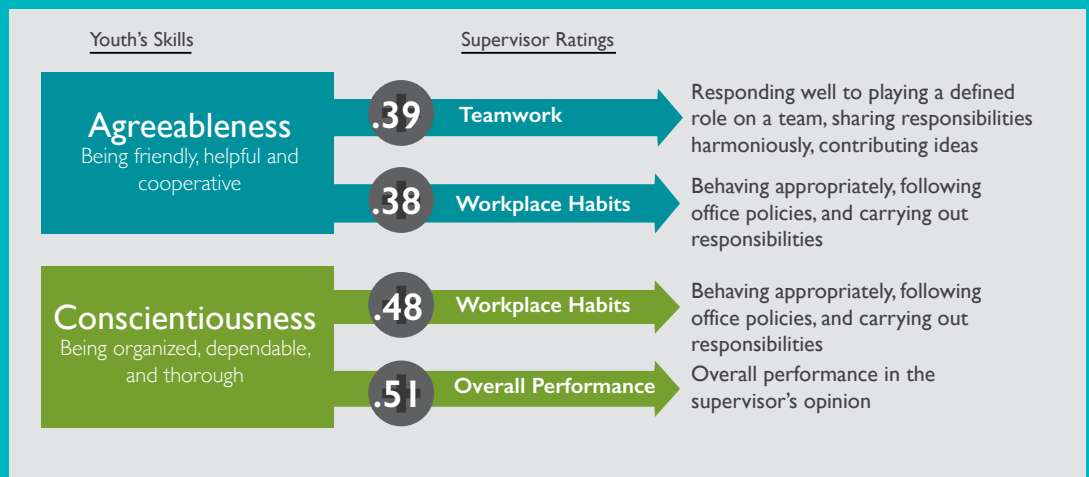 Youth's Skills
Supervisor Ratings
Agreeableness
Being friendly, helpful and
cooperative
.39
Teamwork
Responding well to playing a defined
role on a team, sharing responsibilities
harmoniously, contributing ideas
.38
Workplace Habits
Behaving appropriately, following
office policies, and carrying out
responsibilities
Conscientiousness
Being organized, dependable,
and thorough
.48
Workplace Habits
Behaving appropriately, following
office policies, and carrying out
responsibilities
.51
Overall Performance
Overall performance in the
supervisor's opinion